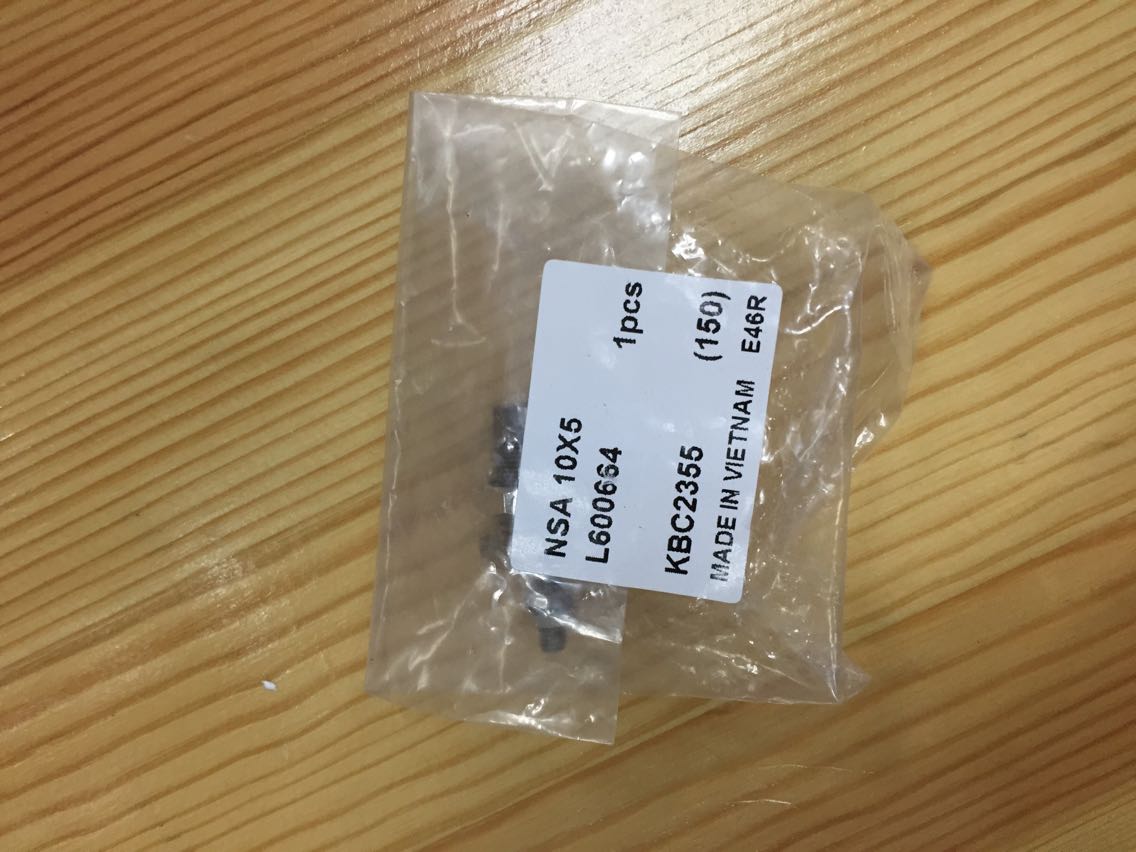 NSA 10X5
L600664 1pcs
KBC2355 (150)
MADE IN VIETNAM E46R